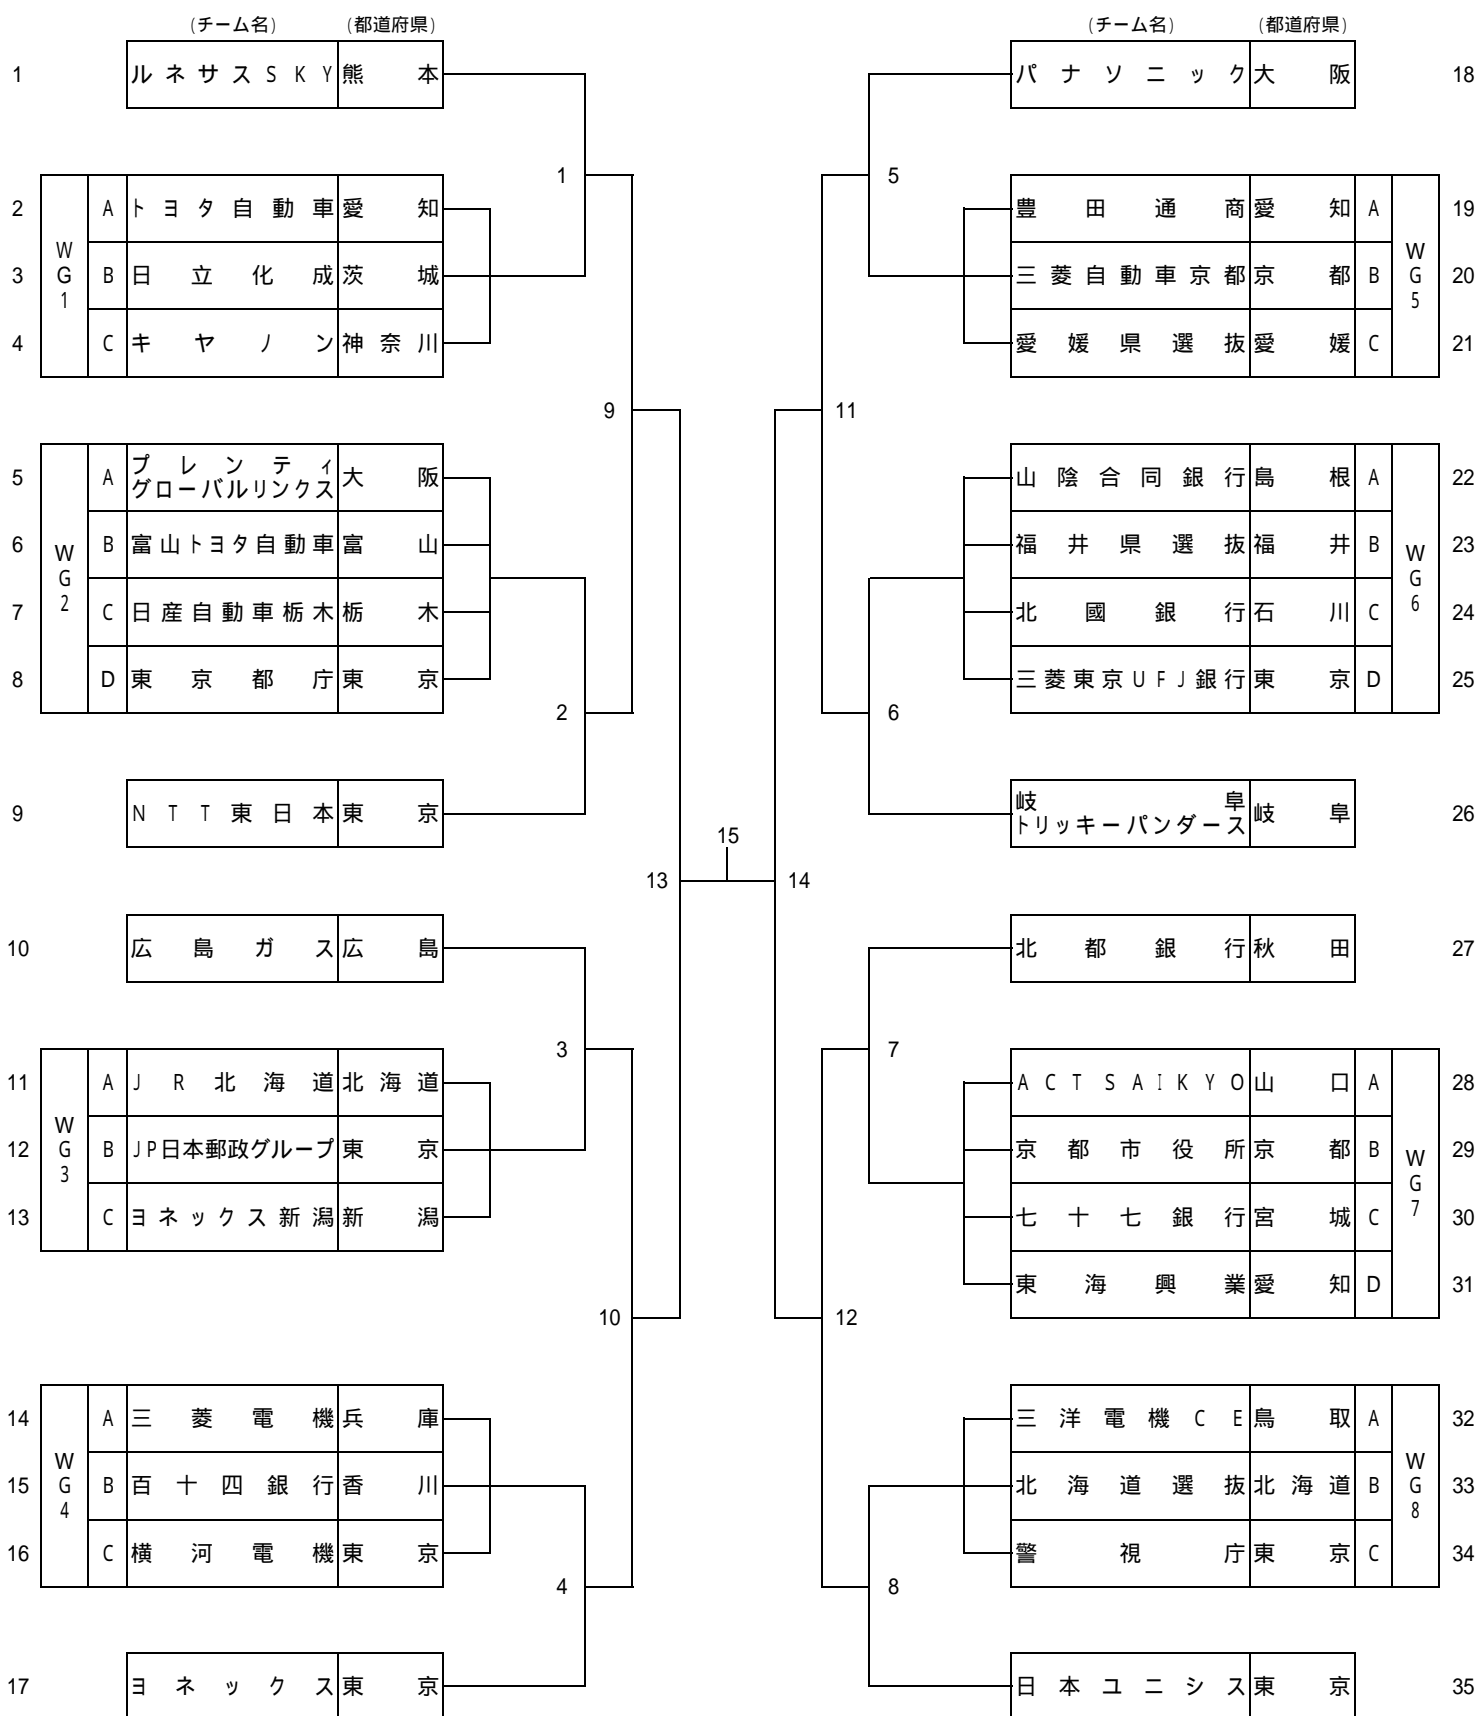 (チーム名) (都道府県)
1 ルネサスSKY 熊本
1
2 A トヨタ自動車 愛知
WG1
3 B 日立化成 茨城
4 C キヤノン 神奈川
9
5 A プレンティグローバルリンクス 大阪
6 B 富山トヨタ自動車 富山
WG2
7 C 日産自動車栃木 栃木
8 D 東京都庁 東京
2
9 NTT東日本 東京
13
10 広島ガス 広島
3
11 A JR北海道 北海道
WG3
12 B JP日本郵政グループ 東京
13 C ヨネックス新潟 新潟
10
14 A 三菱電機 兵庫
WG4
15 B 百十四銀行 香川
16 C 横河電機 東京
4
17 ヨネックス 東京
15
(チーム名) (都道府県)
パナソニック 大阪 18
5
豊田通商 愛知 A 19
WG5
三菱自動車京都 京都 B 20
愛媛県選抜 愛媛 C 21
11
山陰合同銀行 島根 A 22
福井県選抜 福井 B 23
WG6
北國銀行 石川 C 24
三菱東京UFJ銀行 東京 D 25
6
岐阜トリッキーパンダース 岐阜 26
14
北都銀行 秋田 27
7
ACTSAIKYO 山口 A 28
京都市役所 京都 B 29
WG7
七十七銀行 宮城 C 30
東海興業 愛知 D 31
12
三洋電機CE 鳥取 A 32
WG8
北海道選抜 北海道 B 33
警視庁 東京 C 34
8
日本ユニシス 東京 35